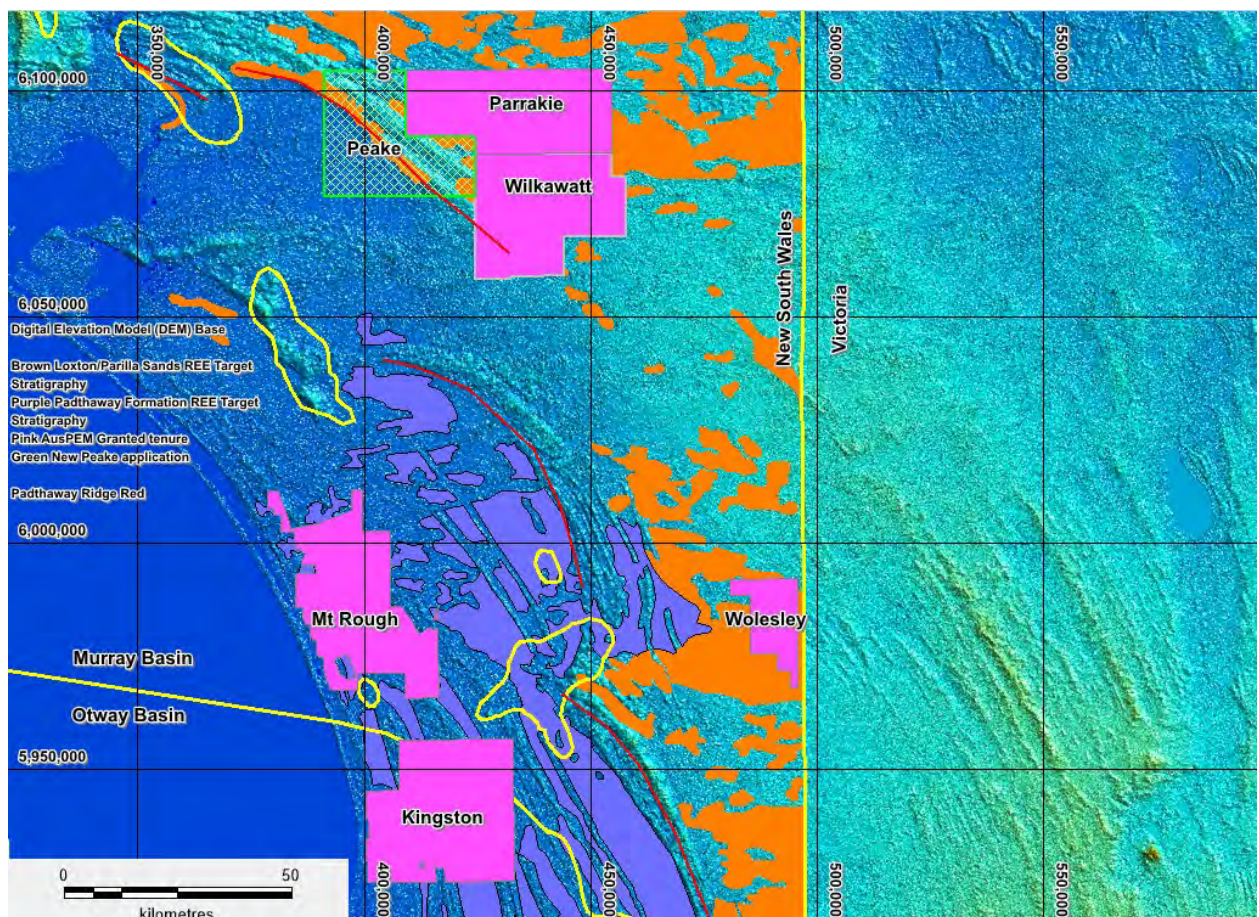 350,000
400,000
450,000
500,000
550,000
6,100,000
Parrakie
Peake
Wilkawatt
New South Wales
Victoria
6,050,000
Digital Elevation Model (DEM) Base
Brown Loxton/Parilla Sands REE Target
Stratigraphy
Purple Padthaway Formation REE Target
Stratigraphy
Pink AusPEM Granted tenure
Green New Peake application
Padthaway Ridge Red
6,000,000
Mt Rough
Wolesley
Murray Basin
Otway Basin
5,950,000
Kingston
0 50
kilometres
400,000
450,000
500,000
550,000